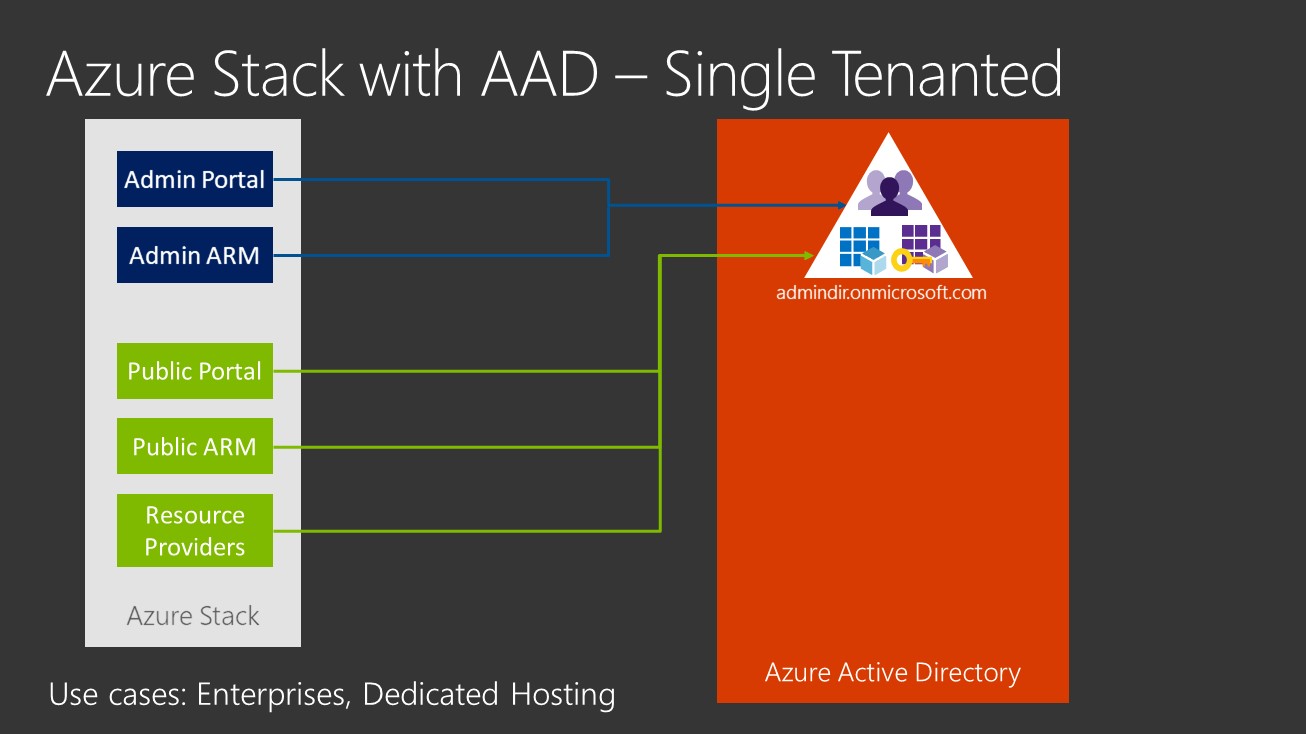 Azure Stack with AAD – Single Tenanted
Admin Portal
Admin ARM
Public Portal
Public ARM
Resource
Providers
Azure Stack
admindir.onmicrosoft.com
Azure Active Directory
Use cases: Enterprises, Dedicated Hosting